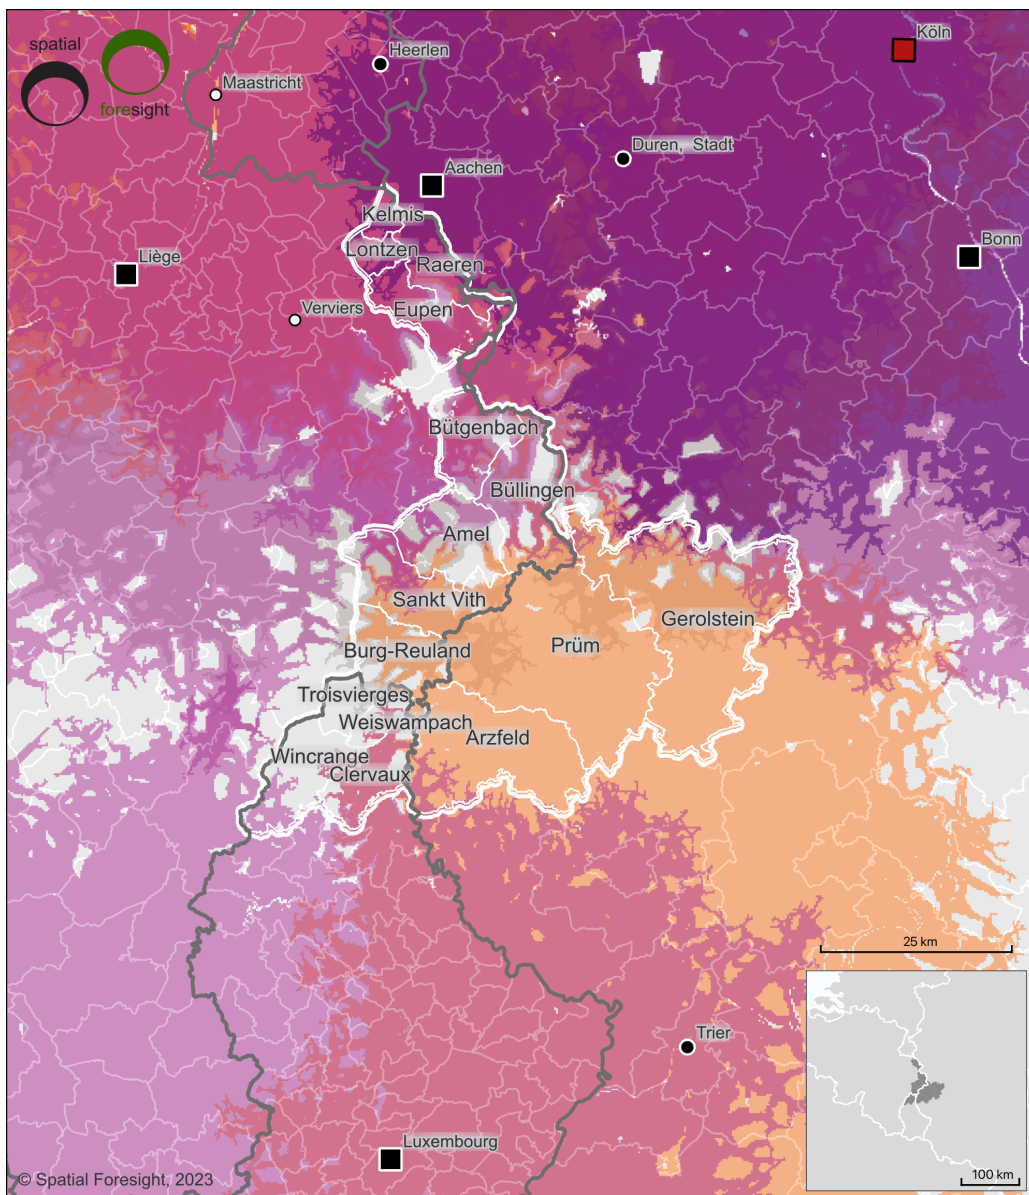 spatial
foresight
Heerlen
Köln
Maastricht
Duren, Stadt
Aachen
Kelmis
Lontzen
Raeren
Bonn
Liège
Verviers
Eupen
Bütgenbach
Büllingen
Amel
Sankt Vith
Gerolstein
Burg-Reuland
Prüm
Troisvierges
Weiswampach
Arzfeld
Wincrange
Clervaux
25 km
Trier
Luxembourg
100 km
© Spatial Foresight, 2023